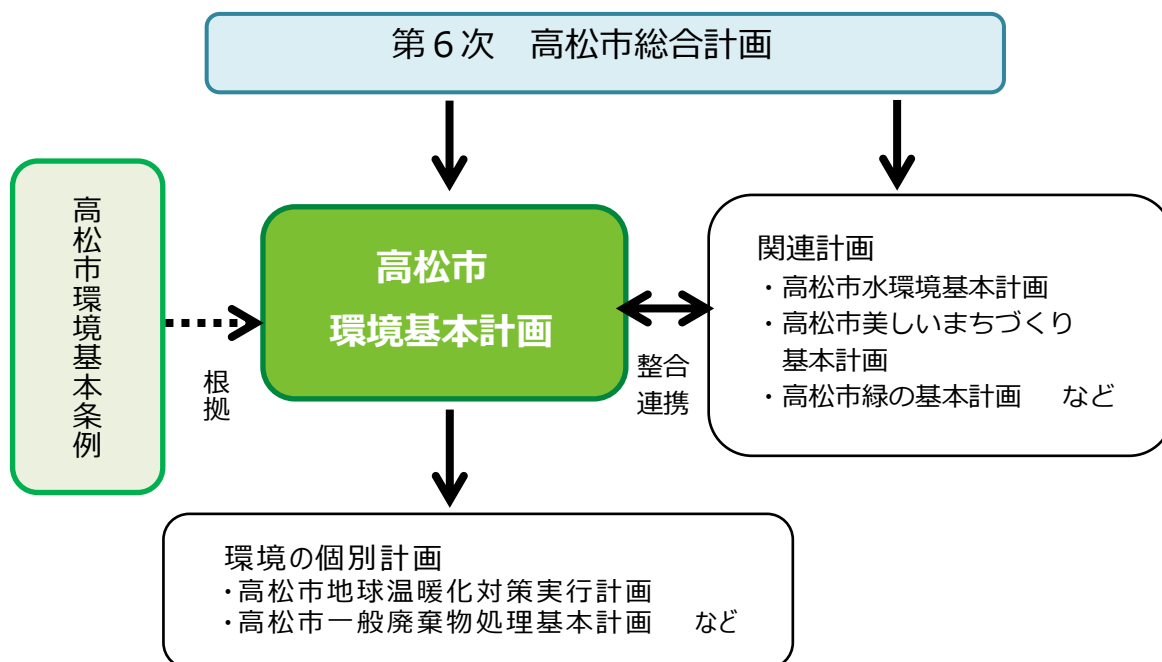 第６次　高松市総合計画
高松市環境基本条例
根拠
高松市
環境基本計画
整合
連携
関連計画
・高松市水環境基本計画
・高松市美しいまちづくり
基本計画
・高松市緑の基本計画　など
環境の個別計画
・高松市地球温暖化対策実行計画
・高松市一般廃棄物処理基本計画　など